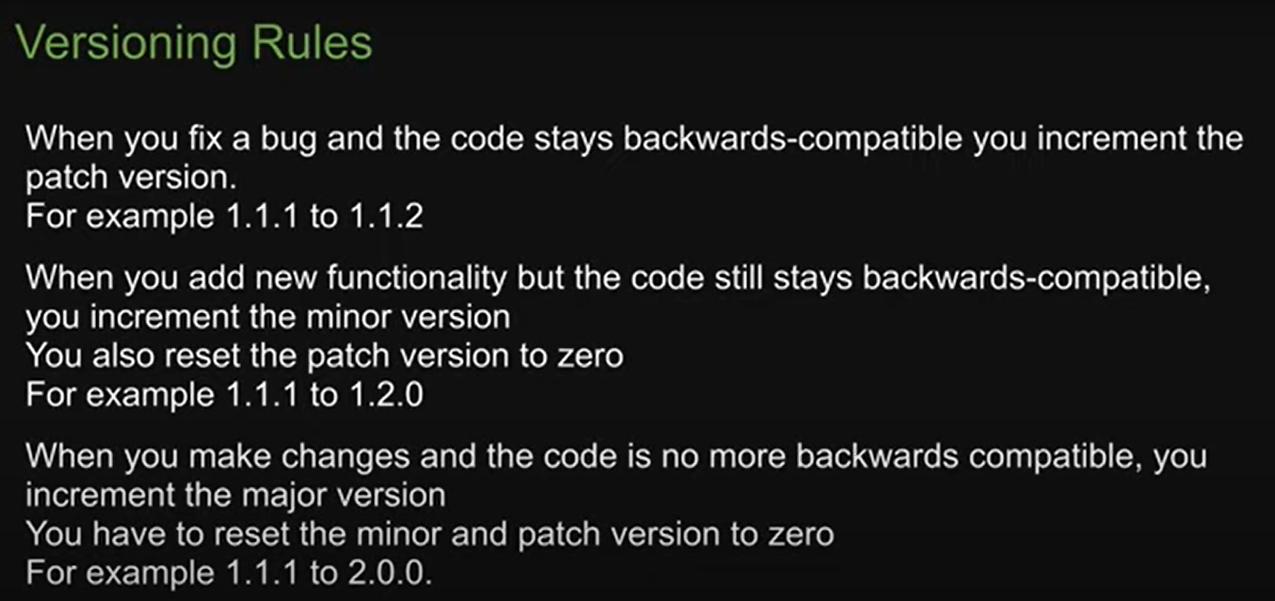 Versioning Rules
When you fix a bug and the code stays backwards-compatible you increment the
patch version.
For example 1.1.1 to 1.1.2
When you add new functionality but the code still stays backwards-compatible,
you increment the minor version
You also reset the patch version to zero
For example 1.1.1 to 1.2.0
When you make changes and the code is no more backwards compatible, you
increment the major version
You have to reset the minor and patch version to zero
For example 1.1.1 to 2.0.0.